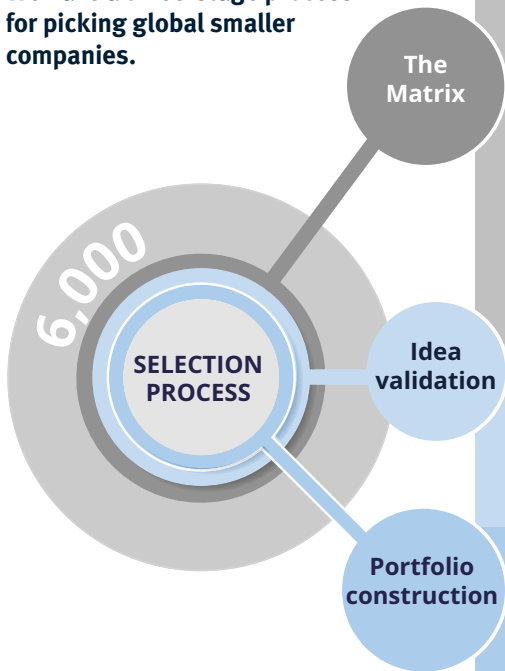 for picking global smaller
companies.
The
Matrix
6,000
SELECTION
PROCESS
Idea
validation
Portfolio
construction